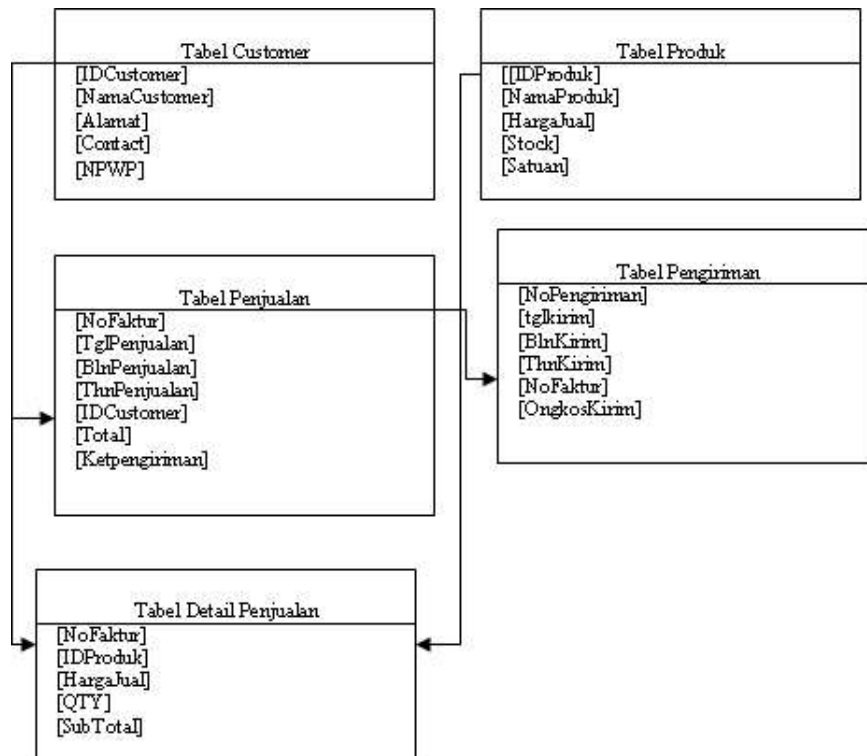 Tabel Customer
[IDCustomer]
[NamaCustomer]
[Alamat]
[Contact]
[NPWP]
Tabel Produk
[[IDProduk]
[NamaProduk]
[HargaJual]
[Stock]
[Satuan]
Tabel Penjualan
[NoFaktur]
[TglPenjualan]
[BlnPenjualan]
[ThnPenjualan]
[IDCustomer]
[Total]
[Ketpengiriman]
Tabel Pengiriman
[NoPengiriman]
[tglkirim]
[BlnKirim]
[ThnKirim]
[NoFaktur]
[OngkosKirim]
Tabel Detail Penjualan
[NoFaktur]
[IDProduk]
[HargaJual]
[QTY]
[SubTotal]